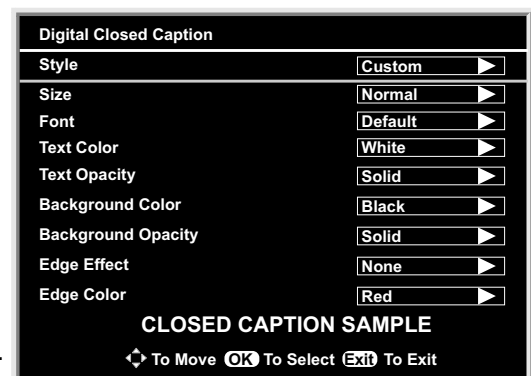 Digital Closed Caption
Style Custom
Size Normal
Font Default
Text Color White
Text Opacity Solid
Background Color Black
Background Opacity Solid
Edge Effect None
Edge Color Red
CLOSED CAPTION SAMPLE
To Move OK To Select Exit To Exit